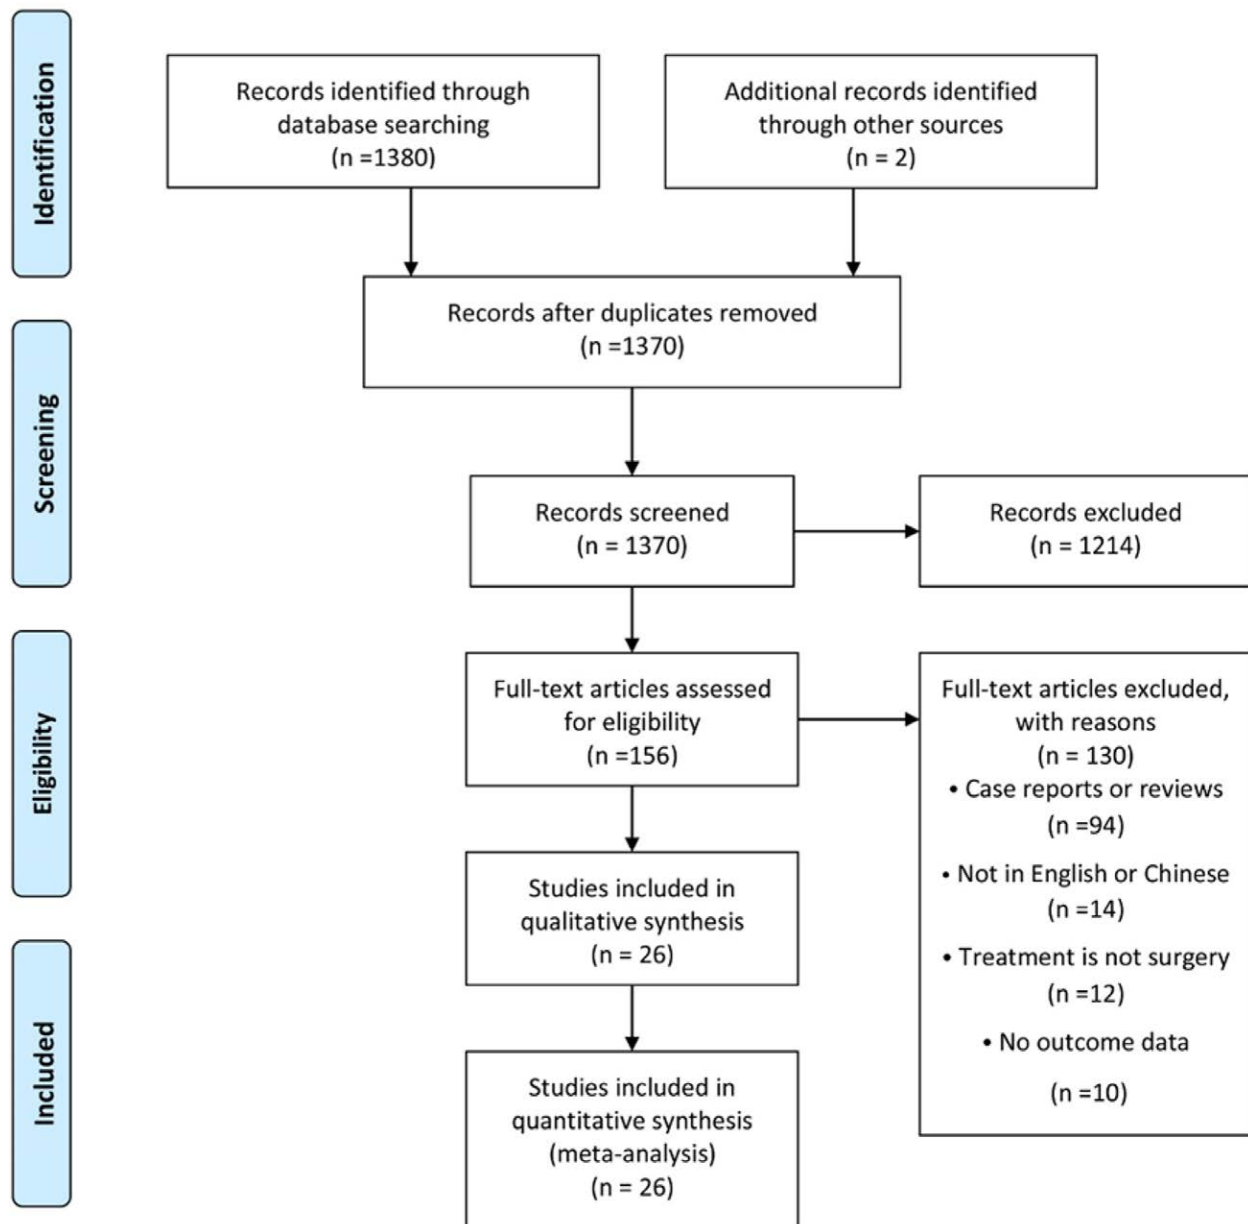 Identification
Records identified through
database searching
(n =1380)
Additional records identified
through other sources
(n = 2)
Records after duplicates removed
(n =1370)
Screening
Records screened
(n = 1370)
Records excluded
(n = 1214)
Eligibility
Full-text articles assessed
for eligibility
(n =156)
Full-text articles excluded,
with reasons
(n = 130)
• Case reports or reviews
(n =94)
• Not in English or Chinese
(n =14)
• Treatment is not surgery
(n =12)
• No outcome data
(n =10)
Studies included in
qualitative synthesis
(n = 26)
Included
Studies included in
quantitative synthesis
(meta-analysis)
(n = 26)